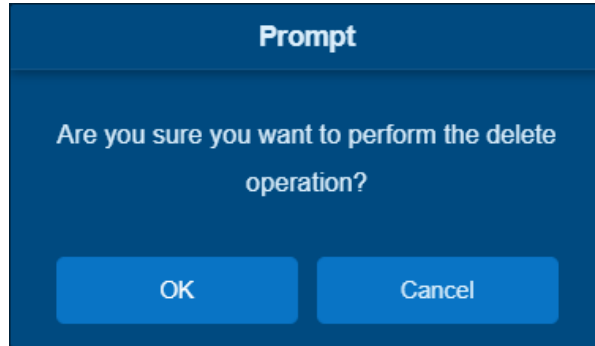 Prompt
Are you sure you want to perform the delete
operation?
OK
Cancel